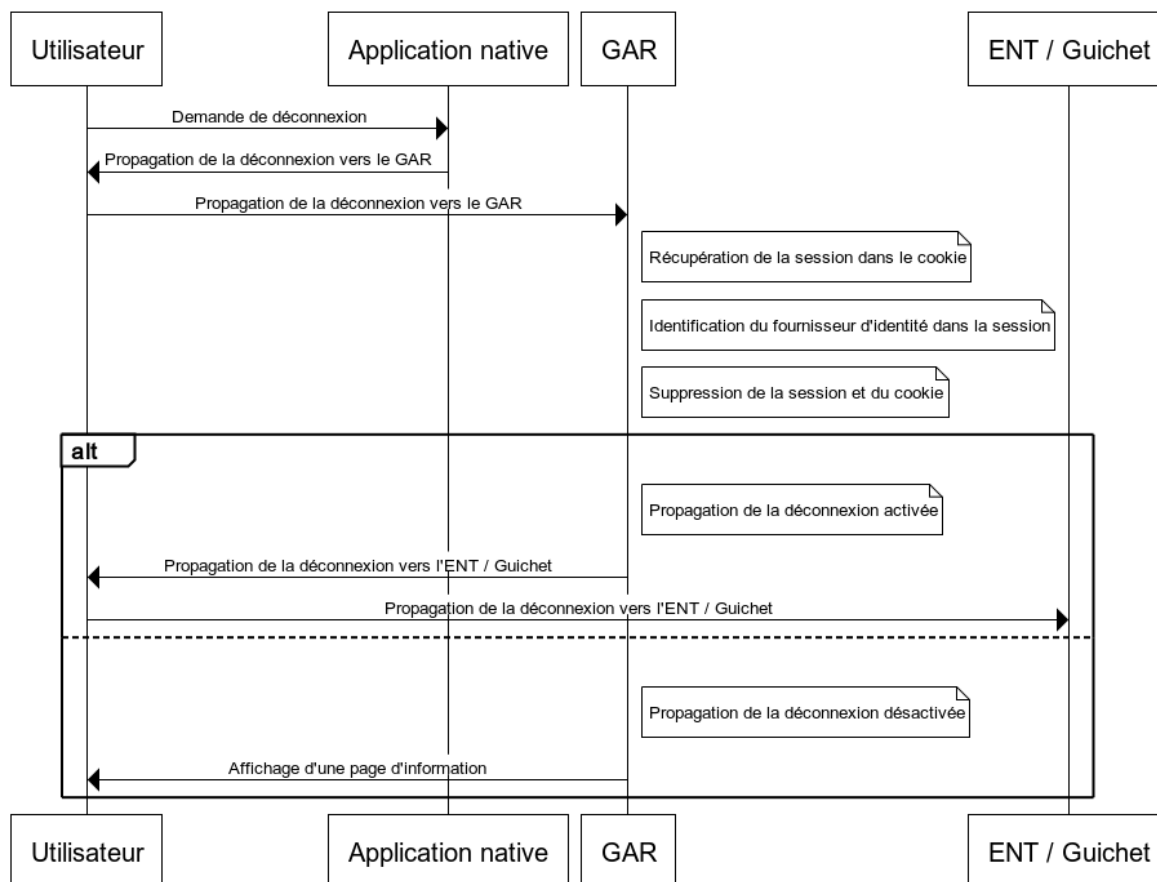 Utilisateur
Application native
GAR
ENT / Guichet
Demande de déconnexion
Propagation de la déconnexion vers le GAR
Propagation de la déconnexion vers le GAR
Récupération de la session dans le cookie
Identification du fournisseur d'identité dans la session
Suppression de la session et du cookie
alt
Propagation de la déconnexion activée
Propagation de la déconnexion vers l'ENT / Guichet
Propagation de la déconnexion vers l'ENT / Guichet
Propagation de la déconnexion désactivée
Affichage d'une page d'information
Utilisateur
Application native
GAR
ENT / Guichet